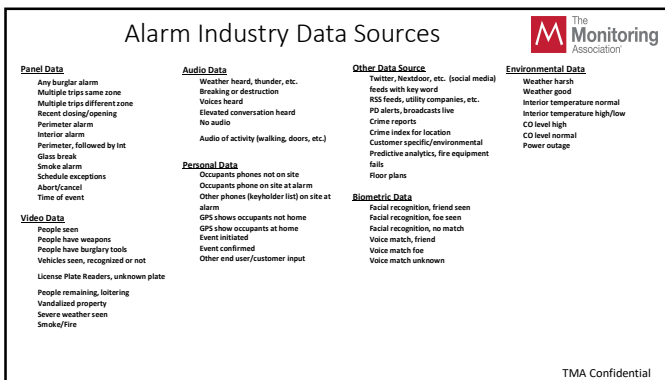 Alarm Industry Data Sources
The
Monitoring
Association
Panel Data
Any burglar alarm
Multiple trips same zone
Multiple trips different zone
Recent closing/opening
Perimeter alarm
Interior alarm
Perimeter, followed by Int
Glass break
Smoke alarm
Schedule exceptions
Abort/cancel
Time of event
Video Data
People seen
People have weapons
People have burglary tools
Vehicles seen, recognized or not
License Plate Readers, unknown plate
People remaining, loitering
Vandalized property
Severe weather seen
Smoke/Fire
Audio Data
Weather heard, thunder, etc.
Breaking or destruction
Voices heard
Elevated conversation heard
No audio
Audio of activity (walking, doors, etc.)
Personal Data
Occupants phones not on site
Occupants phone on site at alarm
Other phones (keyholder list) on site at
alarm
GPS shows occupants not home
GPS show occupants at home
Event initiated
Event confirmed
Other end user/customer input
Other Data Source
Twitter, Nextdoor, etc. (social media)
feeds with key word
RSS feeds, utility companies, etc.
PD alerts, broadcasts live
Crime reports
Crime index for location
Customer specific/environmental
Predictive analytics, fire equipment
fails
Floor plans
Biometric Data
Facial recognition, friend seen
Facial recognition, foe seen
Facial recognition, no match
Voice match, friend
Voice match foe
Voice match unknown
Environmental Data
Weather harsh
Weather good
Interior temperature normal
Interior temperature high/low
CO level high
CO level normal
Power outage
TMA Confidential